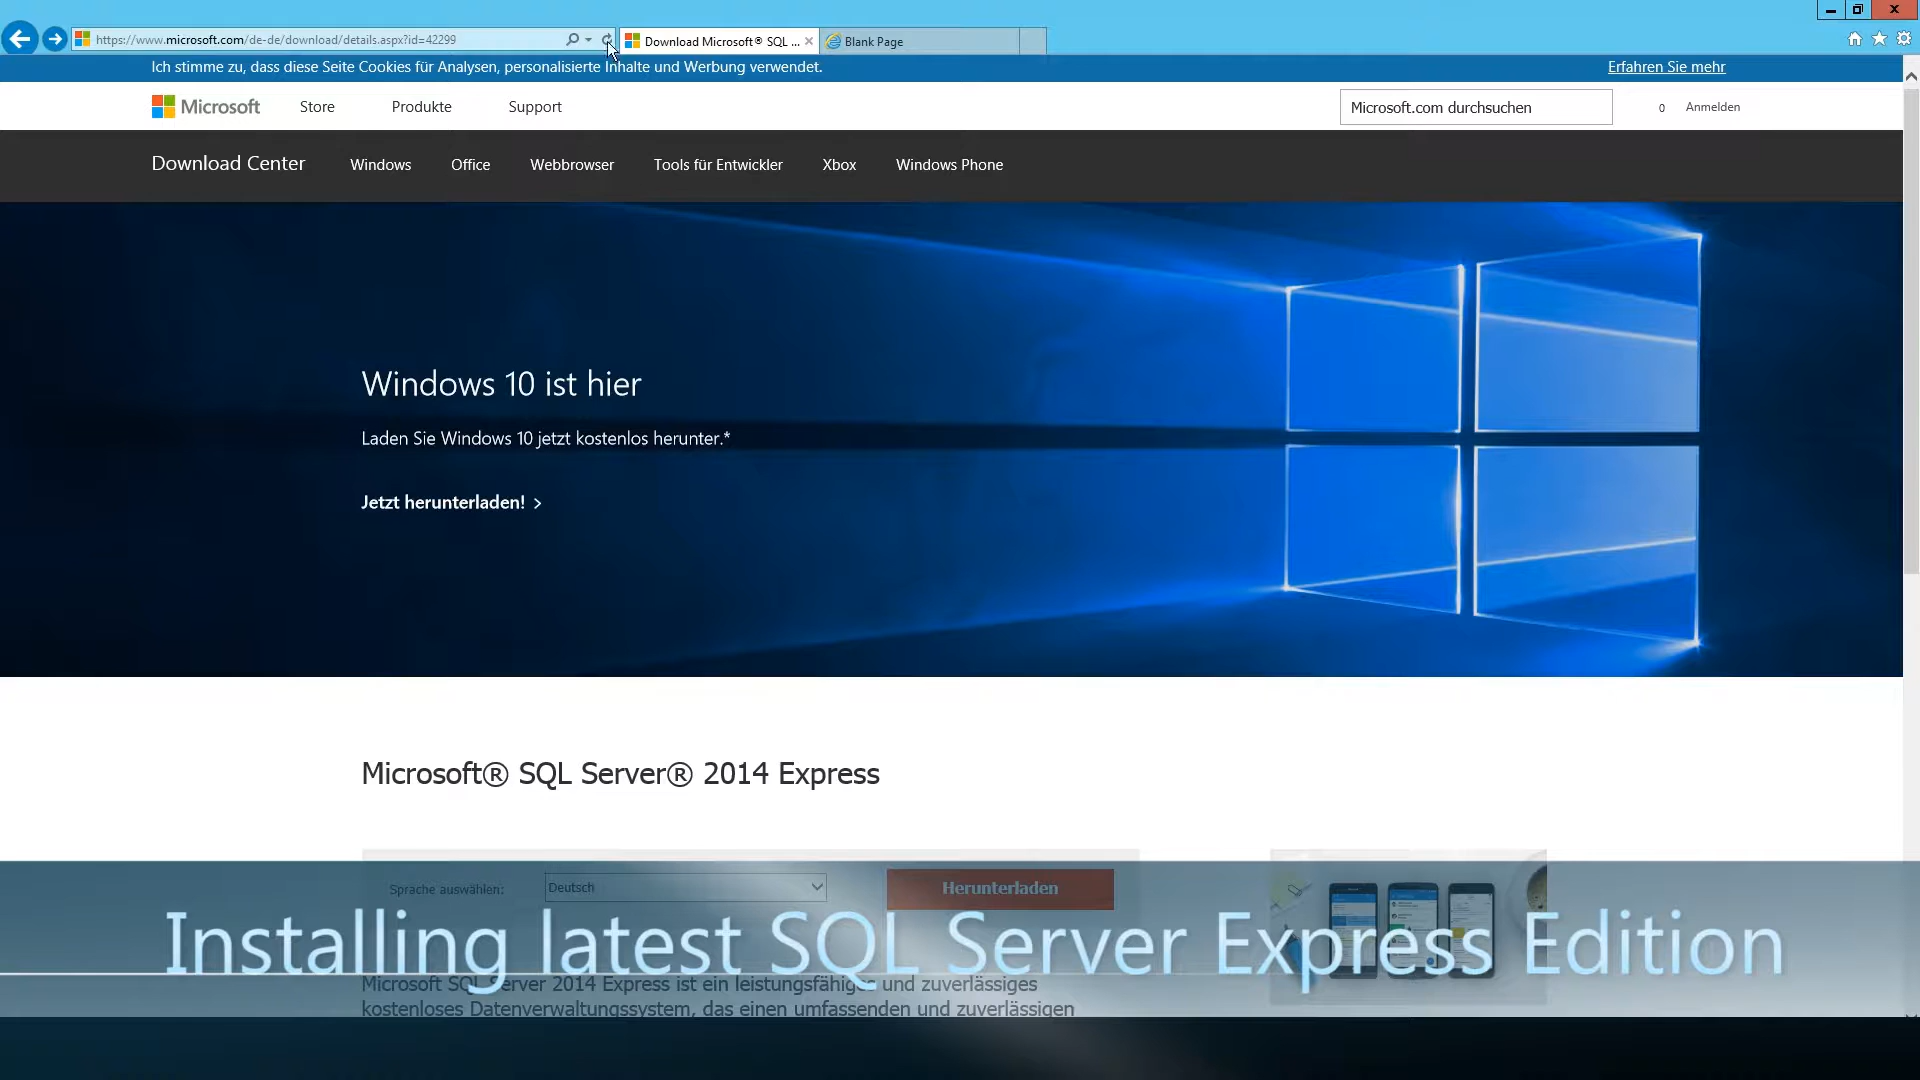 https://www.microsoft.com/de-de/download/details.aspx?id=42299
Download Microsoft® SQL ...
Blank Page
Ich stimme zu, dass diese Seite Cookies für Analysen, personalisierte Inhalte und Werbung verwendet.
Erfahren Sie mehr
Microsoft
Store
Produkte
Support
Microsoft.com durchsuchen
0
Anmelden
Download Center
Windows
Office
Webbrowser
Tools für Entwickler
Xbox
Windows Phone
Windows 10 ist hier
Laden Sie Windows 10 jetzt kostenlos herunter.*
Jetzt herunterladen! >
Microsoft® SQL Server® 2014 Express
Sprache auswählen:
Deutsch
Herunterladen
Installing latest SQL Server Express Edition
Microsoft SQL Server 2014 Express ist ein leistungsfähiges und zuverlässiges
kostenloses Datenverwaltungssystem, das einen umfassenden und zuverlässigen